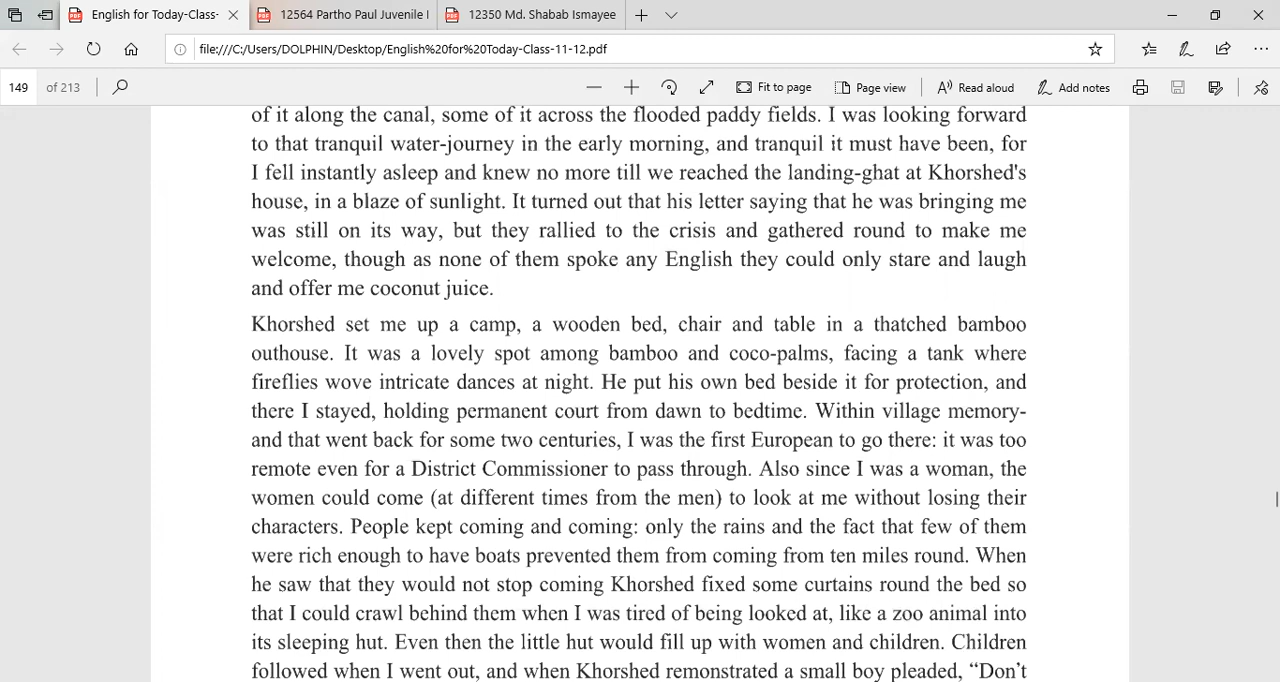 English for Today-Class-
12564 Partho Paul Juvenile I
12350 Md. Shabab Ismayee
file:///C:/Users/DOLPHIN/Desktop/English%20for%20Today-Class-11-12.pdf
149 of 213
Fit to page
Page view
Read aloud
Add notes
of it along the canal, some of it across the flooded paddy fields. I was looking forward
to that tranquil water-journey in the early morning, and tranquil it must have been, for
I fell instantly asleep and knew no more till we reached the landing-ghat at Khorshed's
house, in a blaze of sunlight. It turned out that his letter saying that he was bringing me
was still on its way, but they rallied to the crisis and gathered round to make me
welcome, though as none of them spoke any English they could only stare and laugh
and offer me coconut juice.
Khorshed set me up a camp, a wooden bed, chair and table in a thatched bamboo
outhouse. It was a lovely spot among bamboo and coco-palms, facing a tank where
fireflies wove intricate dances at night. He put his own bed beside it for protection, and
there I stayed, holding permanent court from dawn to bedtime. Within village memory-
and that went back for some two centuries, I was the first European to go there: it was too
remote even for a District Commissioner to pass through. Also since I was a woman, the
women could come (at different times from the men) to look at me without losing their
characters. People kept coming and coming: only the rains and the fact that few of them
were rich enough to have boats prevented them from coming from ten miles round. When
he saw that they would not stop coming Khorshed fixed some curtains round the bed so
that I could crawl behind them when I was tired of being looked at, like a zoo animal into
its sleeping hut. Even then the little hut would fill up with women and children. Children
followed when I went out, and when Khorshed remonstrated a small boy pleaded, “Don’t